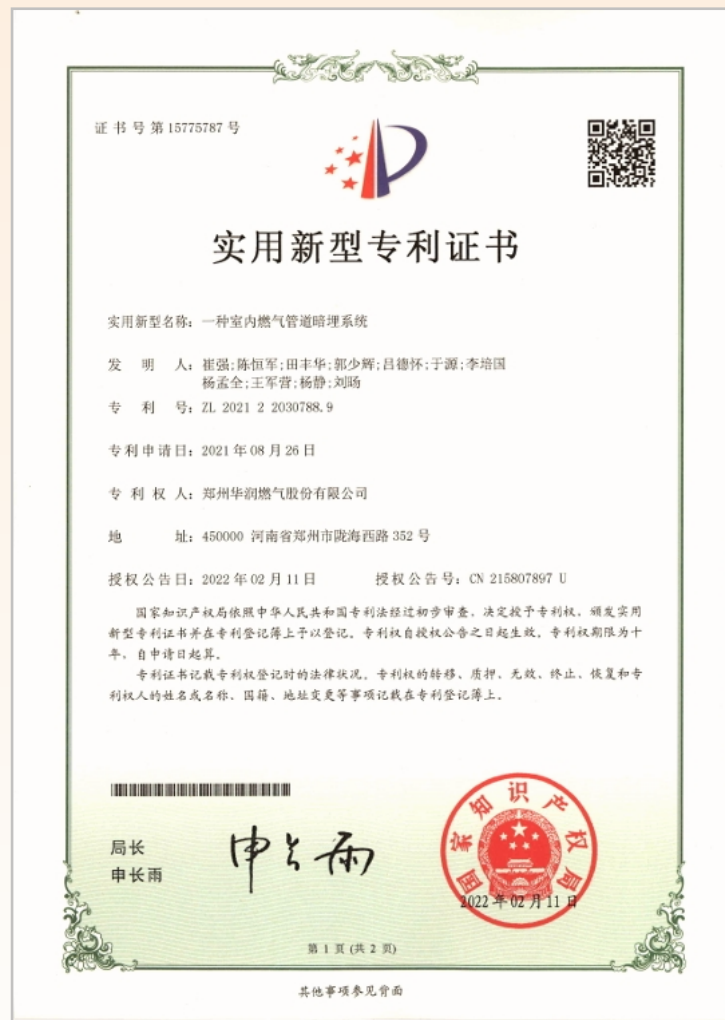 证书号第15775787号
实用新型专利证书
实用新型名称：一种室内燃气管道暗埋系统
发明人：崔强;陈恒军;田丰华;郭少辉;吕德怀;于源;李培国
杨孟全;王军营;杨静;刘旸
专利号：ZL 2021 2 2030788.9
专利申请日：2021年08月26日
专利权人：郑州华润燃气股份有限公司
地址：450000 河南省郑州市陇海西路352号
授权公告日：2022年02月11日 授权公告号：CN 215807897 U
国家知识产权局依照中华人民共和国专利法经过初步审查，决定授予专利权，颁发实用
新型专利证书并在专利登记簿上予以登记。专利权自授权公告之日起生效。专利权期限为十
年，自申请日起算。
专利证书记载专利权登记时的法律状况。专利权的转移、质押、无效、终止、恢复和专
利权人的姓名或名称、国籍、地址变更等事项记载在专利登记簿上。
局长
申长雨
申长雨
国家知识产权局
2022年02月11日
第 1 页 (共 2 页)
其他事项参见背面